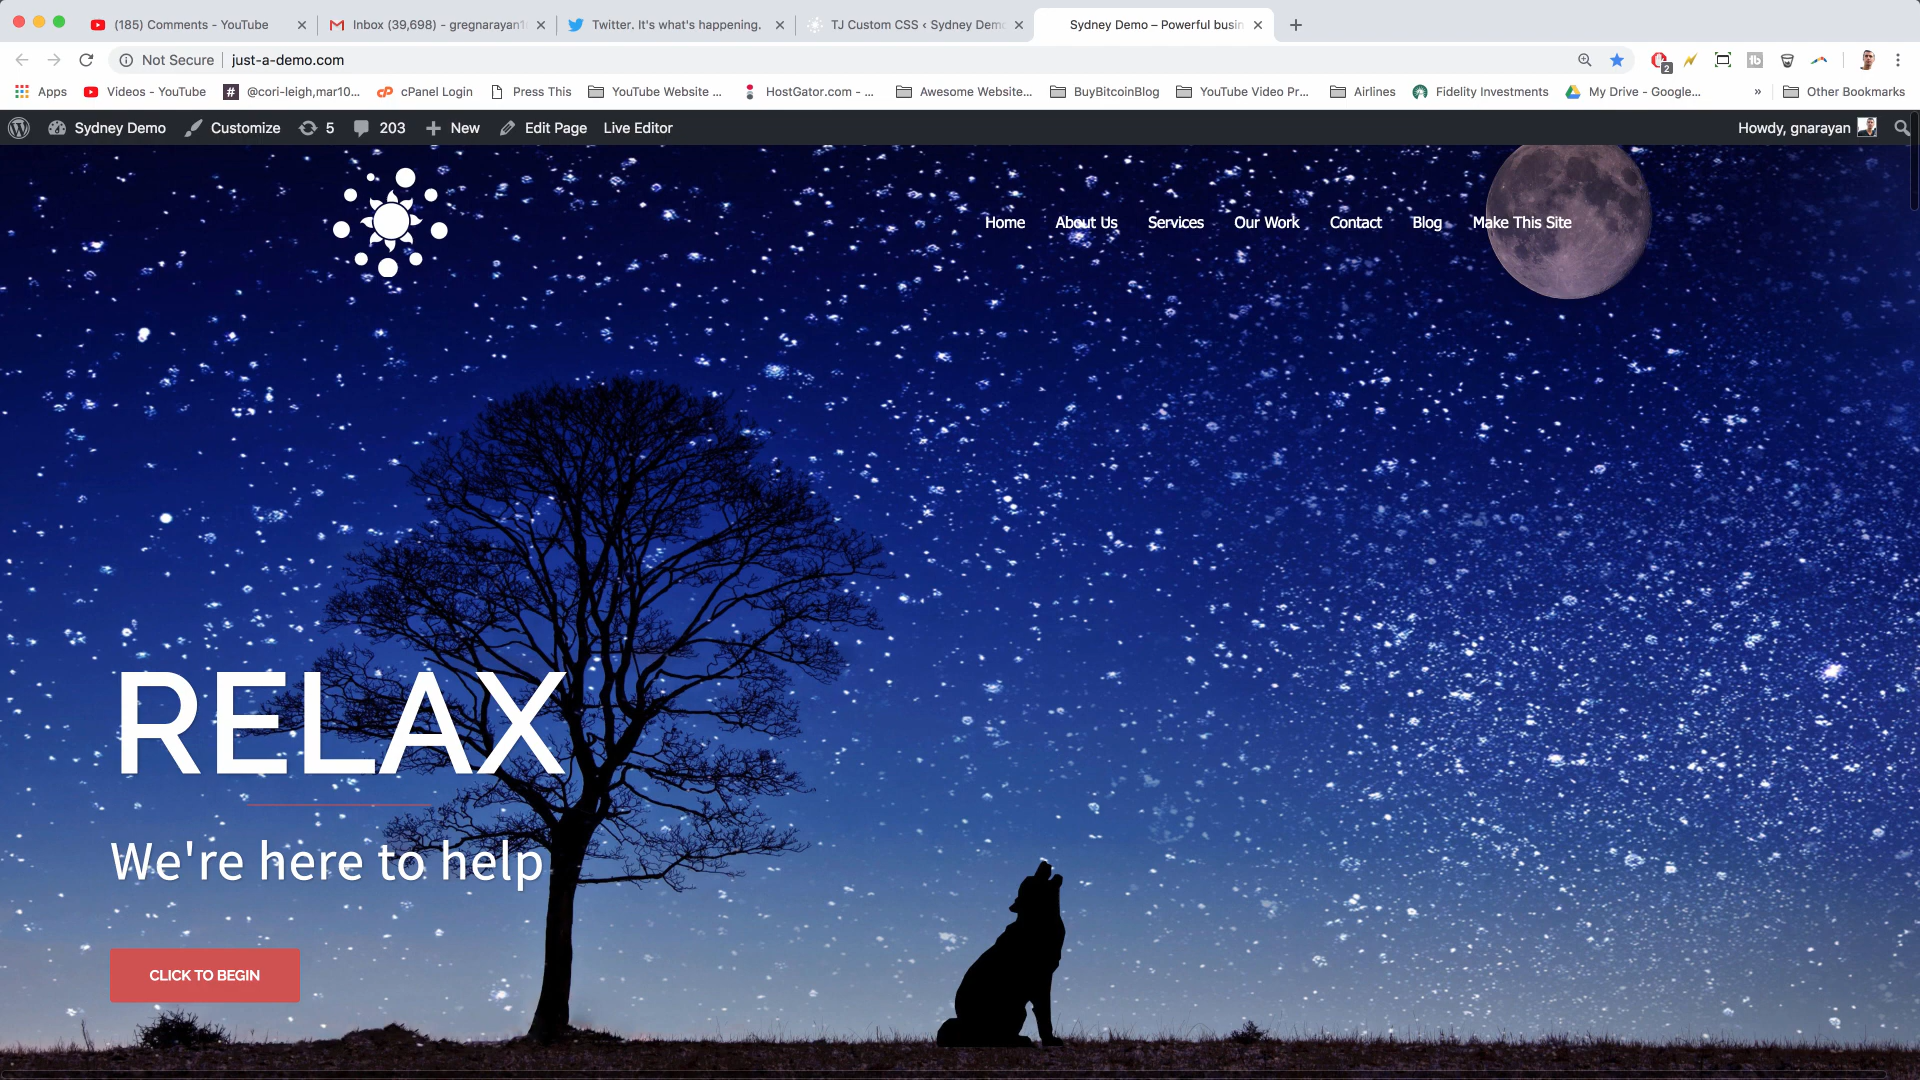 (185) Comments - YouTube
Inbox (39,698) - gregnarayan1
Twitter. It's what's happening.
TJ Custom CSS ‹ Sydney Demo
Sydney Demo – Powerful busin
Not Secure
just-a-demo.com
2
Apps
Videos - YouTube
#
@cori-leigh,mar10...
cP
cPanel Login
Press This
YouTube Website ...
HostGator.com - ...
Awesome Website...
BuyBitcoinBlog
YouTube Video Pr...
Airlines
Fidelity Investments
My Drive - Google...
»
Other Bookmarks
Sydney Demo
Customize
5
203
New
Edit Page
Live Editor
Howdy, gnarayan
Home
About Us
Services
Our Work
Contact
Blog
Make This Site
RELAX
We're here to help
CLICK TO BEGIN